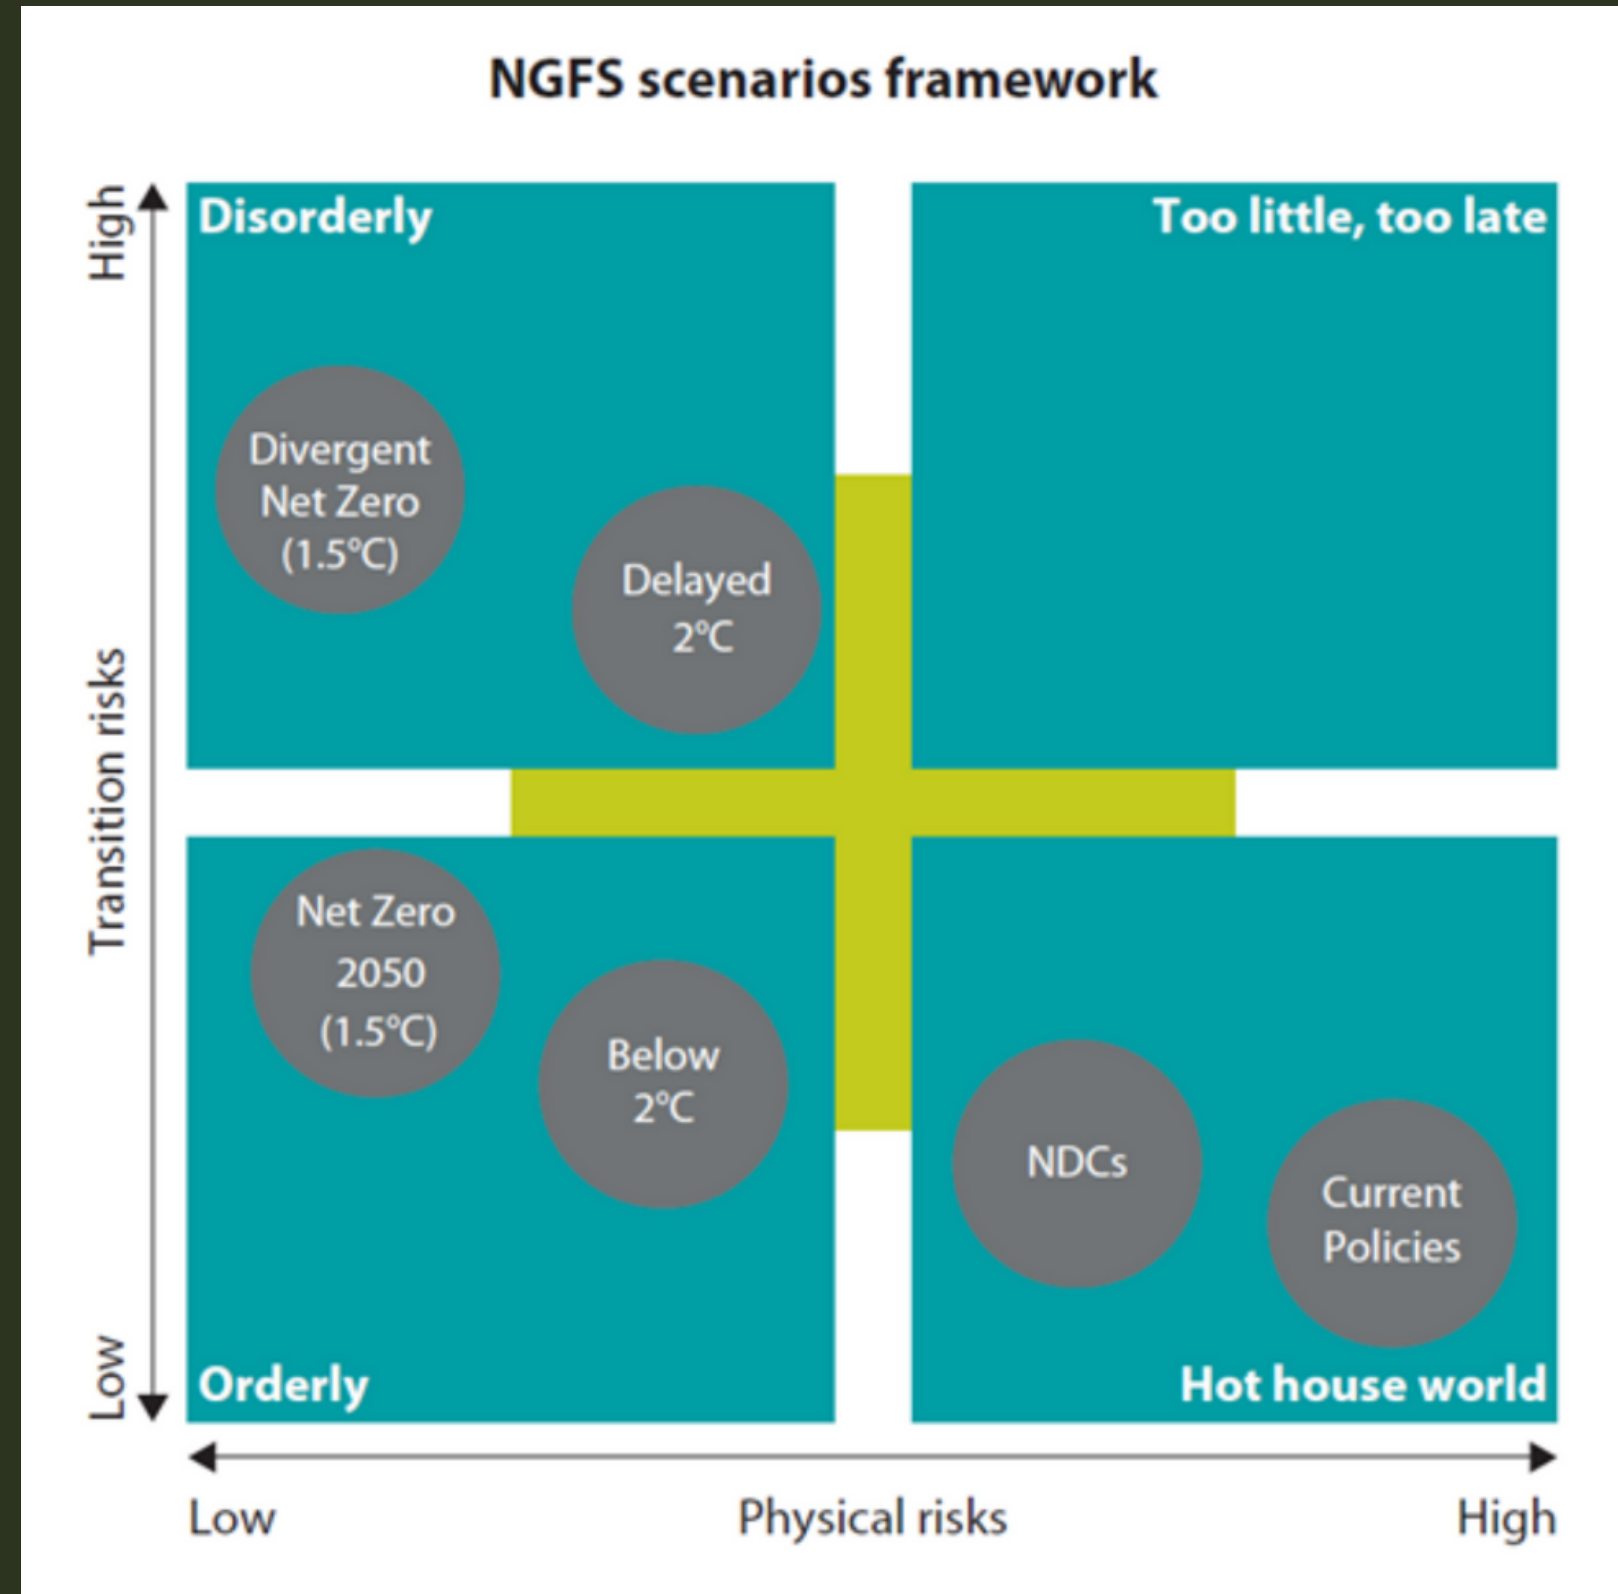 NGFS scenarios framework
High
Transition risks
Low
Disorderly
Divergent
Net Zero
(1.5°C)
Delayed
2°C
Too little, too late
Net Zero
2050
(1.5°C)
Below
2°C
Orderly
NDCs
Current
Policies
Hot house world
Low
Physical risks
High